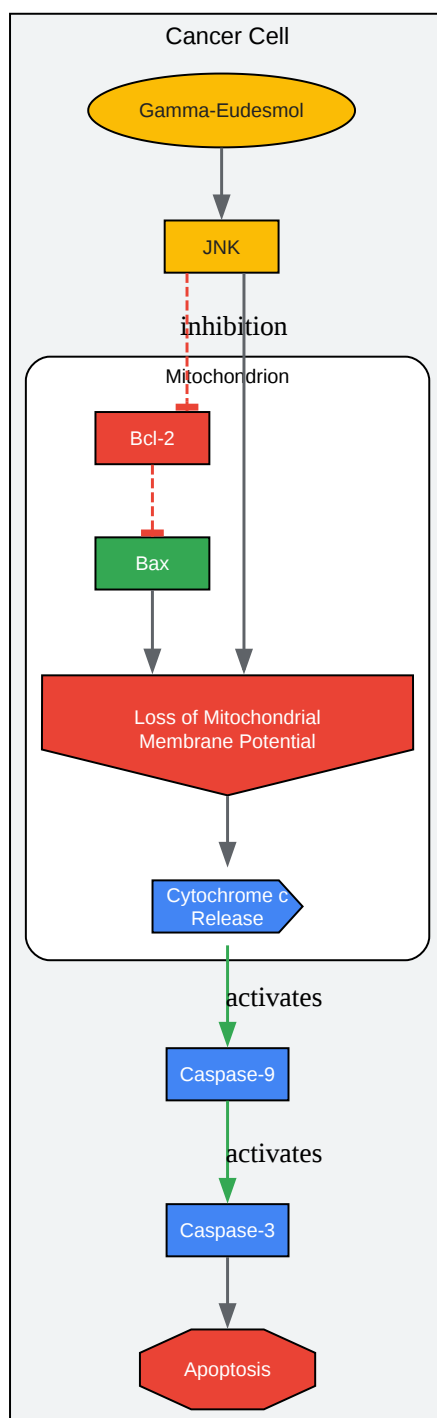 Cancer Cell
Gamma-Eudesmol
JNK
inhibition
Mitochondrion
Bcl-2
Bax
Loss of Mitochondrial
Membrane Potential
Cytochrome c
Release
activates
Caspase-9
activates
Caspase-3
Apoptosis